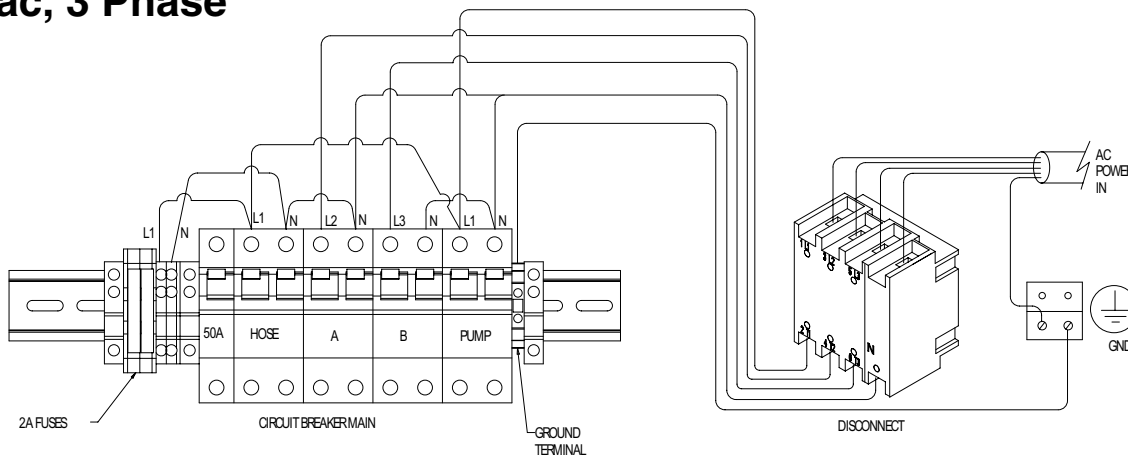 ac, 3 Phase
L1
N
L1
N
L2
N
L3
N
L1
N
50A
HOSE
A
B
PUMP
2A FUSES
CIRCUIT BREAKER MAIN
GROUND
TERMINAL
AC
POWER
IN
N
DISCONNECT
GND